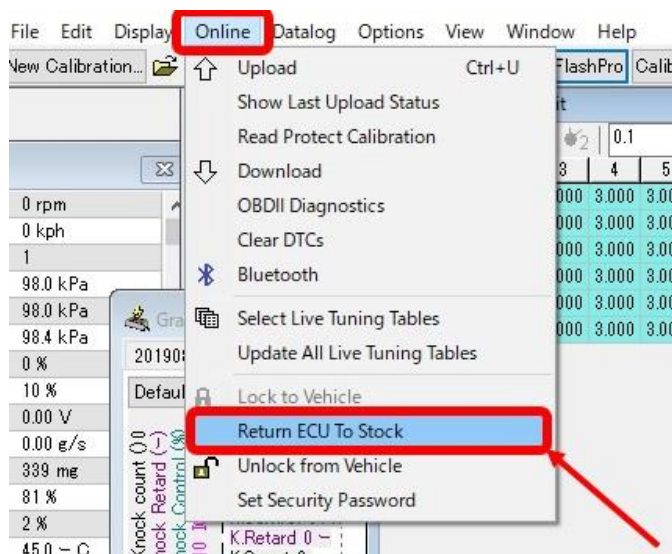 File Edit Display Online Datalog Options View Window Help
New Calibration... FlashPro Calib
Upload Ctrl+U
Show Last Upload Status
Read Protect Calibration
Download
OBDII Diagnostics
Clear DTCs
Bluetooth
Select Live Tuning Tables
Update All Live Tuning Tables
Lock to Vehicle
Return ECU To Stock
Unlock from Vehicle
Set Security Password
0 rpm
0 kph
1
98.0 kPa
98.0 kPa
98.4 kPa
0 %
10 %
0.00 V
0.00 g/s
339 mg
81 %
2 %
45.0 ~ C
Gra
20190
Defaul
Knock count ()
Knock Retard (~)
Knock Control (%)
K.Retard 0 ~
it
2 0.1
3 4 5
000 3.000 3.00
000 3.000 3.00
000 3.000 3.00
000 3.000 3.00
000 3.000 3.00
000 3.000 3.00